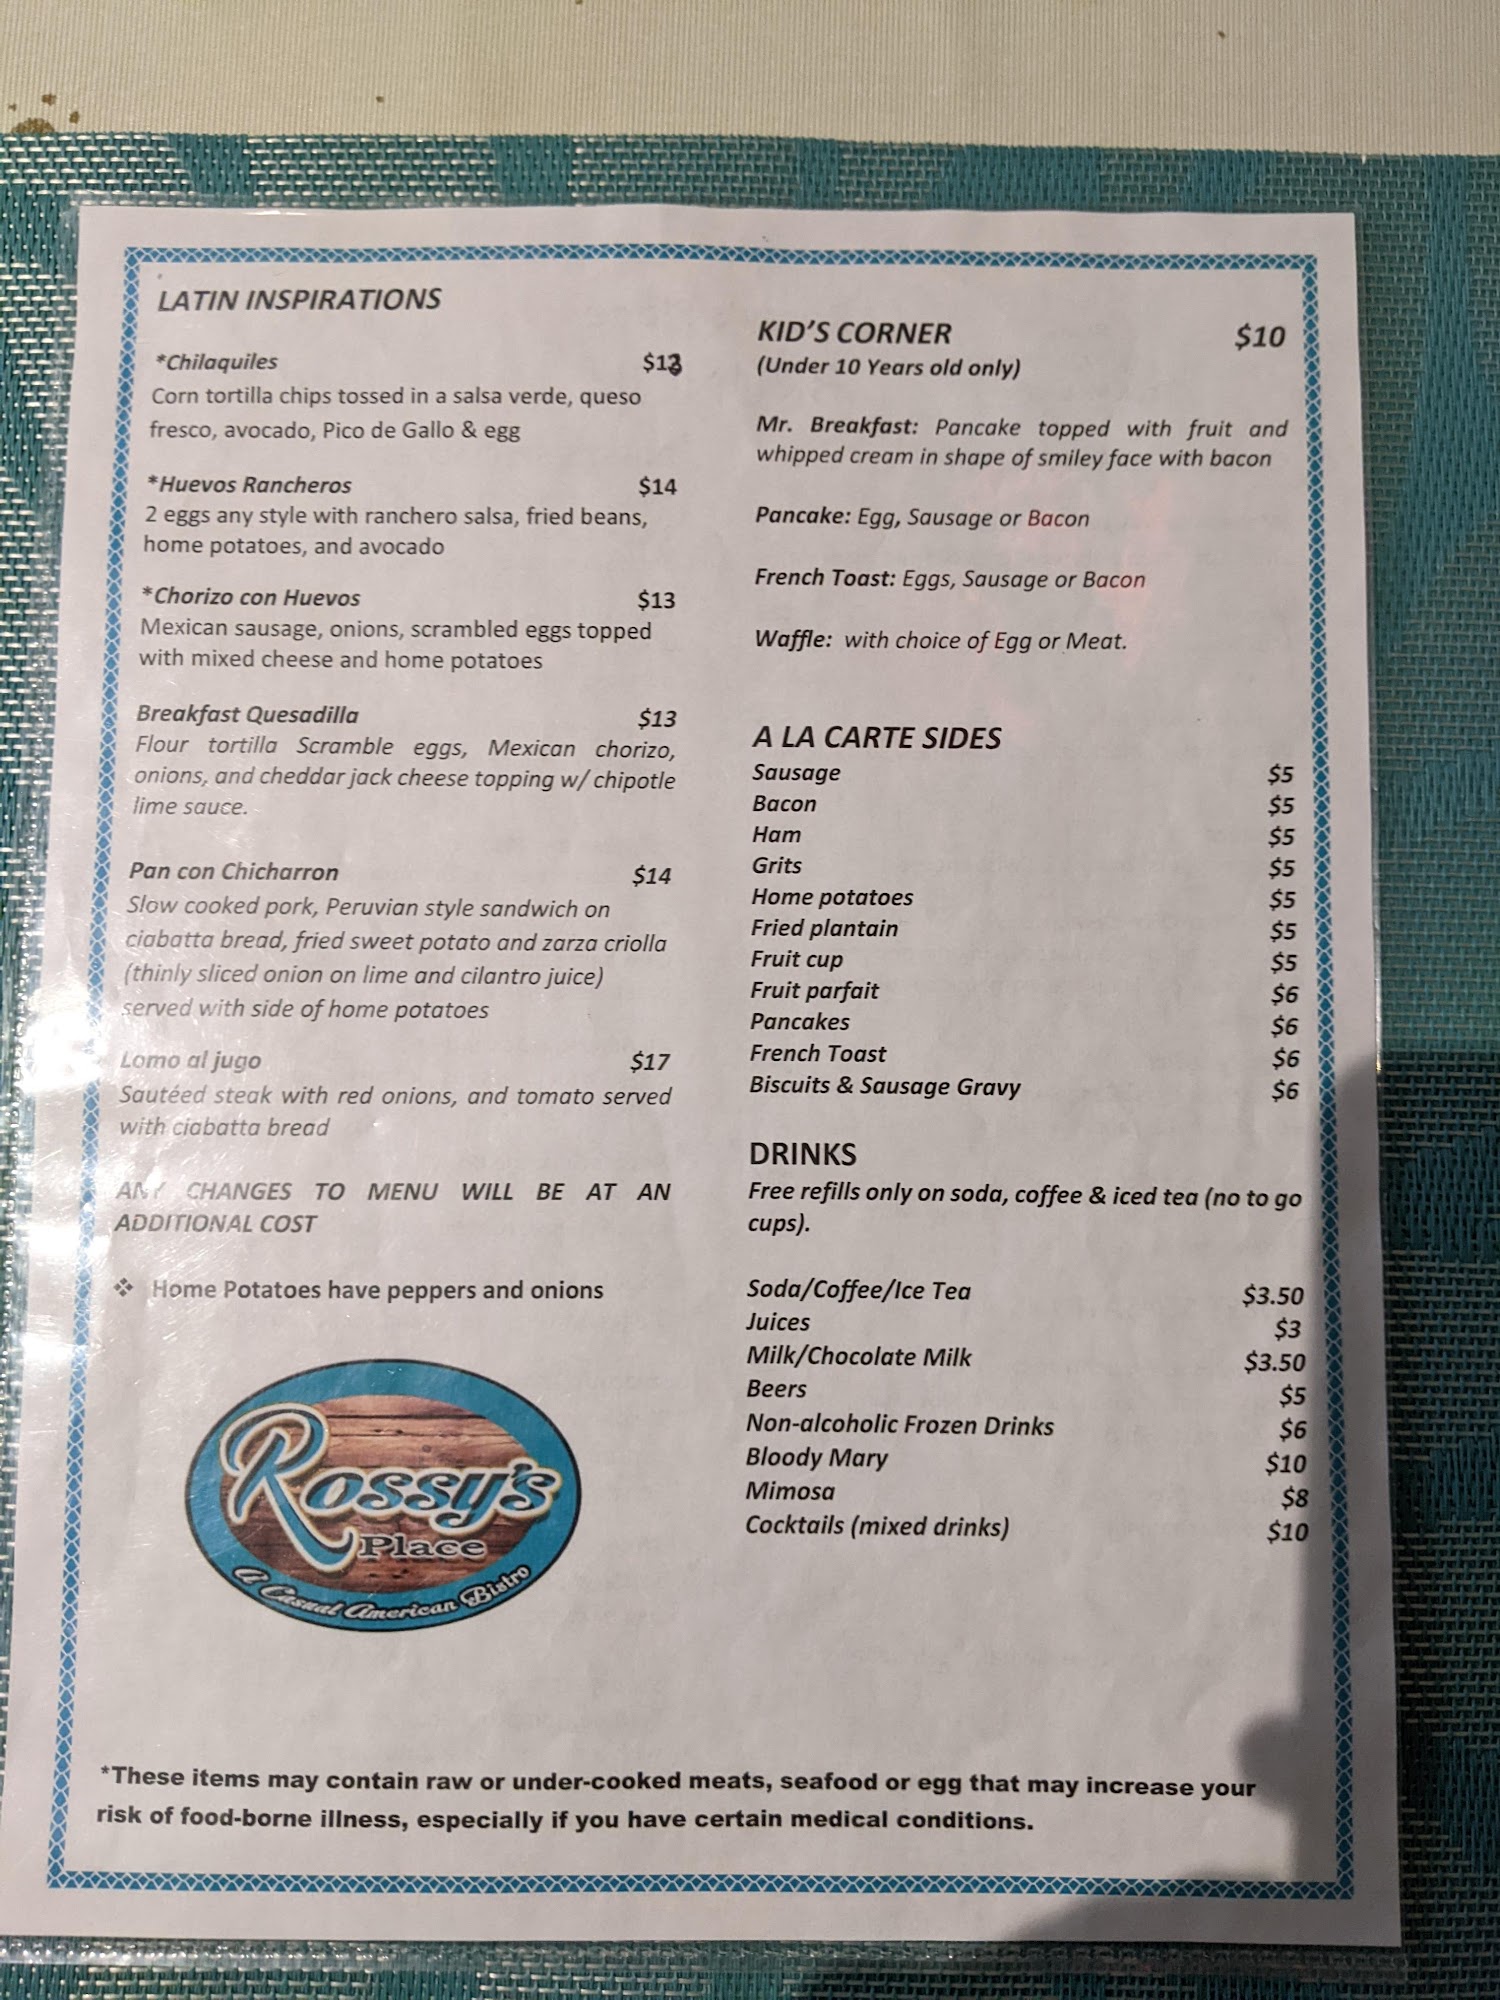 LATIN INSPIRATIONS
*Chilaquiles $13
Corn tortilla chips tossed in a salsa verde, queso
fresco, avocado, Pico de Gallo & egg
*Huevos Rancheros $14
2 eggs any style with ranchero salsa, fried beans,
home potatoes, and avocado
*Chorizo con Huevos $13
Mexican sausage, onions, scrambled eggs topped
with mixed cheese and home potatoes
Breakfast Quesadilla $13
Flour tortilla Scramble eggs, Mexican chorizo,
onions, and cheddar jack cheese topping w/ chipotle
lime sauce.
Pan con Chicharron $14
Slow cooked pork, Peruvian style sandwich on
ciabatta bread, fried sweet potato and zarza criolla
(thinly sliced onion on lime and cilantro juice)
served with side of home potatoes
Lomo al jugo $17
Sautéed steak with red onions, and tomato served
with ciabatta bread
ANY CHANGES TO MENU WILL BE AT AN
ADDITIONAL COST
❖ Home Potatoes have peppers and onions
Rossy's
Place
A Casual American Bistro
KID'S CORNER $10
(Under 10 Years old only)
Mr. Breakfast: Pancake topped with fruit and
whipped cream in shape of smiley face with bacon
Pancake: Egg, Sausage or Bacon
French Toast: Eggs, Sausage or Bacon
Waffle: with choice of Egg or Meat.
A LA CARTE SIDES
Sausage $5
Bacon $5
Ham $5
Grits $5
Home potatoes $5
Fried plantain $5
Fruit cup $5
Fruit parfait $6
Pancakes $6
French Toast $6
Biscuits & Sausage Gravy $6
DRINKS
Free refills only on soda, coffee & iced tea (no to go
cups).
Soda/Coffee/Ice Tea $3.50
Juices $3
Milk/Chocolate Milk $3.50
Beers $5
Non-alcoholic Frozen Drinks $6
Bloody Mary $10
Mimosa $8
Cocktails (mixed drinks) $10
*These items may contain raw or under-cooked meats, seafood or egg that may increase your
risk of food-borne illness, especially if you have certain medical conditions.